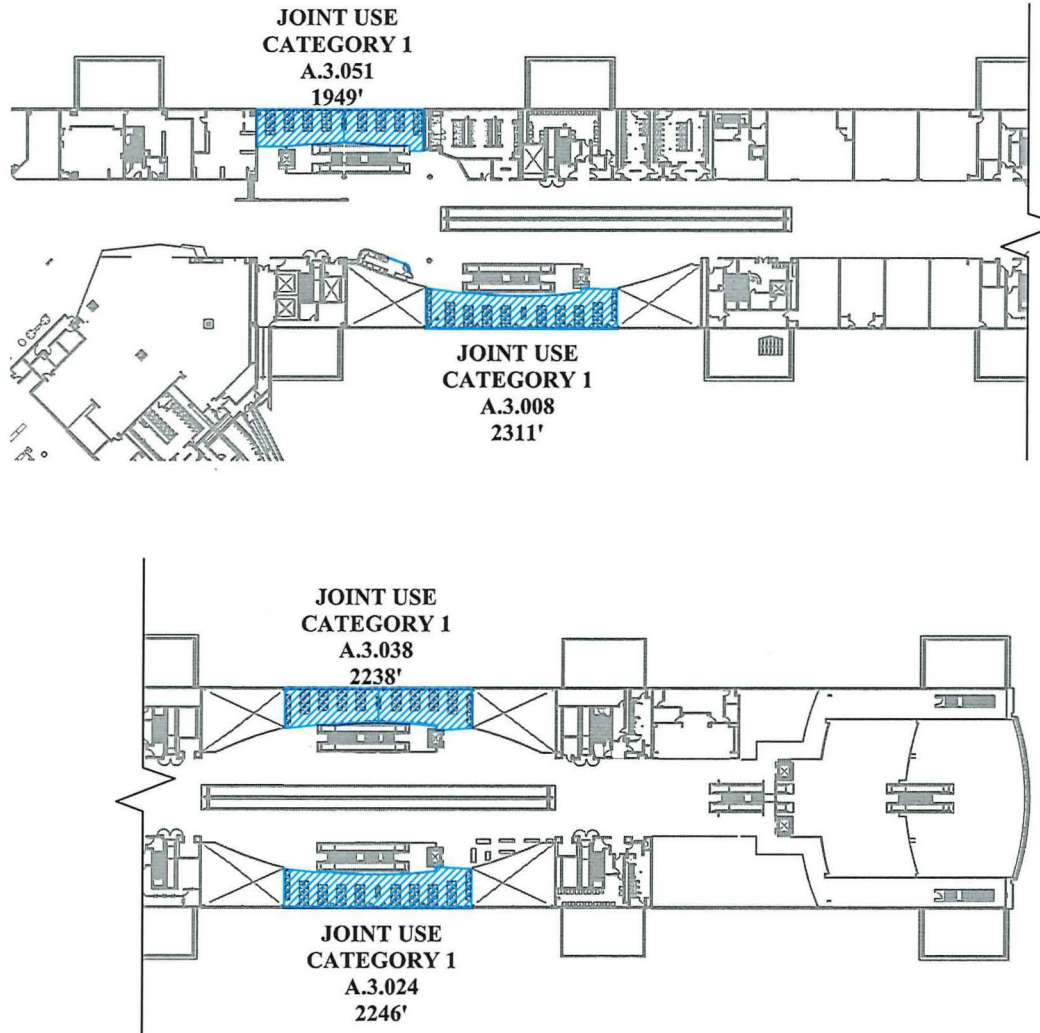 JOINT USE
CATEGORY 1
A.3.051
1949'
JOINT USE
CATEGORY 1
A.3.008
2311'
JOINT USE
CATEGORY 1
A.3.038
2238'
JOINT USE
CATEGORY 1
A.3.024
2246'